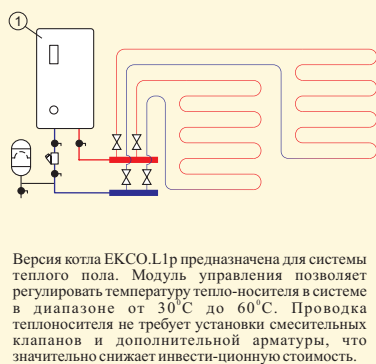 1
Версия котла EKCO.L1p предназначена для системы
теплого пола. Модуль управления позволяет
регулировать температуру тепло-носителя в системе
в диапазоне от 30°C до 60°C. Проводка
теплоносителя не требует установки смесительных
клапанов и дополнительной арматуры, что
значительно снижает инвести-ционную стоимость.